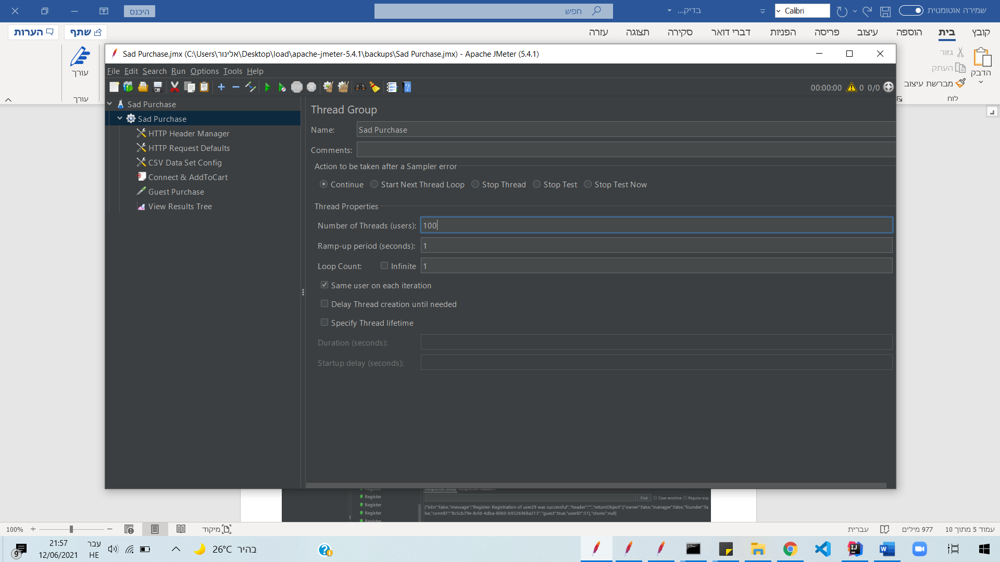 היכנס
חפש
בדיק...
Calibri
שמירה אוטומטית
קובץ
בית
הוספה
עיצוב
פריסה
הפניות
דברי דואר
סקירה
תצוגה
עזרה
שתף
הערות
גזור
העתק
מברשת עיצוב
הדבק
לוח
עורך
עורך
Sad Purchase.jmx (C:\Users\אלינור\Desktop\load\apache-jmeter-5.4.1\backups\Sad Purchase.jmx) - Apache JMeter (5.4.1)
File Edit Search Run Options Tools Help
00:00:00 0 0/0
Sad Purchase
Sad Purchase
HTTP Header Manager
HTTP Request Defaults
CSV Data Set Config
Connect & AddToCart
Guest Purchase
View Results Tree
Thread Group
Name: Sad Purchase
Comments:
Action to be taken after a Sampler error
Continue Start Next Thread Loop Stop Thread Stop Test Stop Test Now
Thread Properties
Number of Threads (users): 100
Ramp-up period (seconds): 1
Loop Count: Infinite 1
Same user on each iteration
Delay Thread creation until needed
Specify Thread lifetime
Duration (seconds):
Startup delay (seconds):
Register
Register
Register
Register
Register
Response Body Response headers
Find Case sensitive Regular exp.
{"isErr":false,"message":"Register: Registration of user29 was successful","header":"","returnObject":{"owner":false,"manager":false,"founder":fa
lse,"connID":"8c5cb79e-8cfd-4dba-8060-b9326968a313","guest":true,"userID":31},"stores":null}
עמוד 5 מתוך 10
977 מילים
עברית
מיקוד
100%
26°C בהיר
עבר
HE
21:57
12/06/2021
9